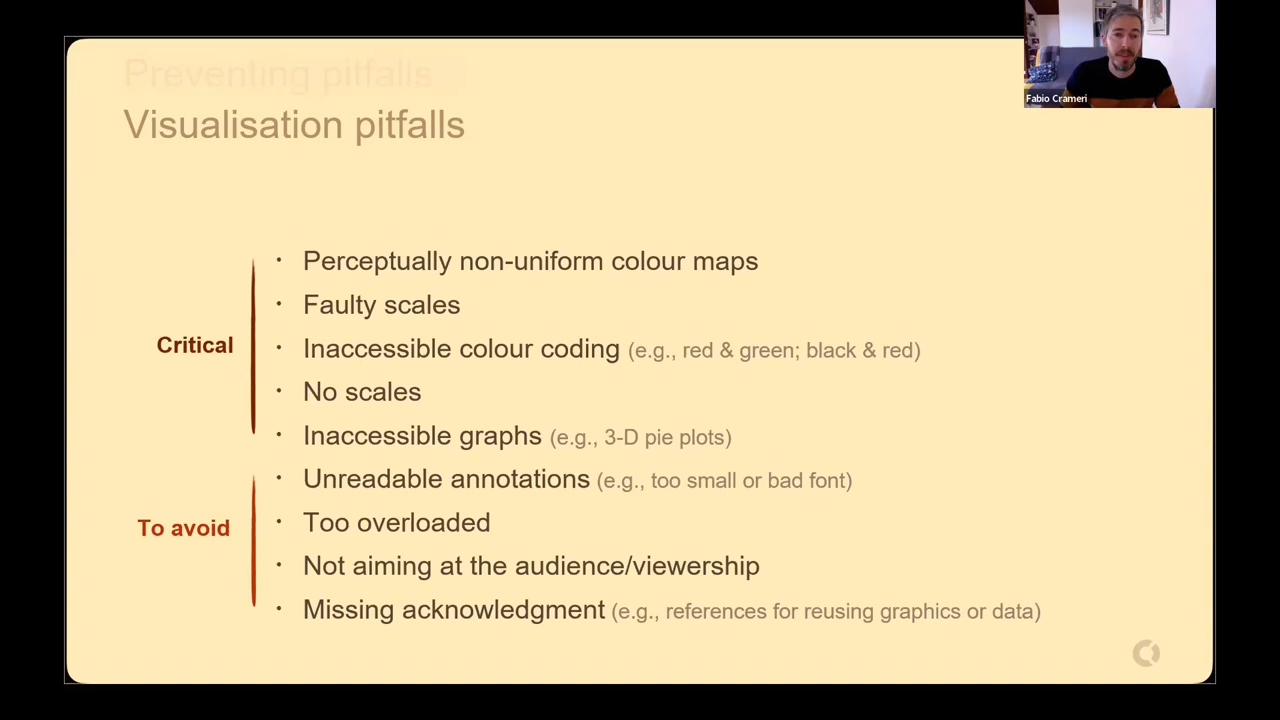 Preventing pitfalls
Visualisation pitfalls
Fabio Crameri
Critical
• Perceptually non-uniform colour maps
• Faulty scales
• Inaccessible colour coding (e.g., red & green; black & red)
• No scales
• Inaccessible graphs (e.g., 3-D pie plots)
To avoid
• Unreadable annotations (e.g., too small or bad font)
• Too overloaded
• Not aiming at the audience/viewership
• Missing acknowledgment (e.g., references for reusing graphics or data)